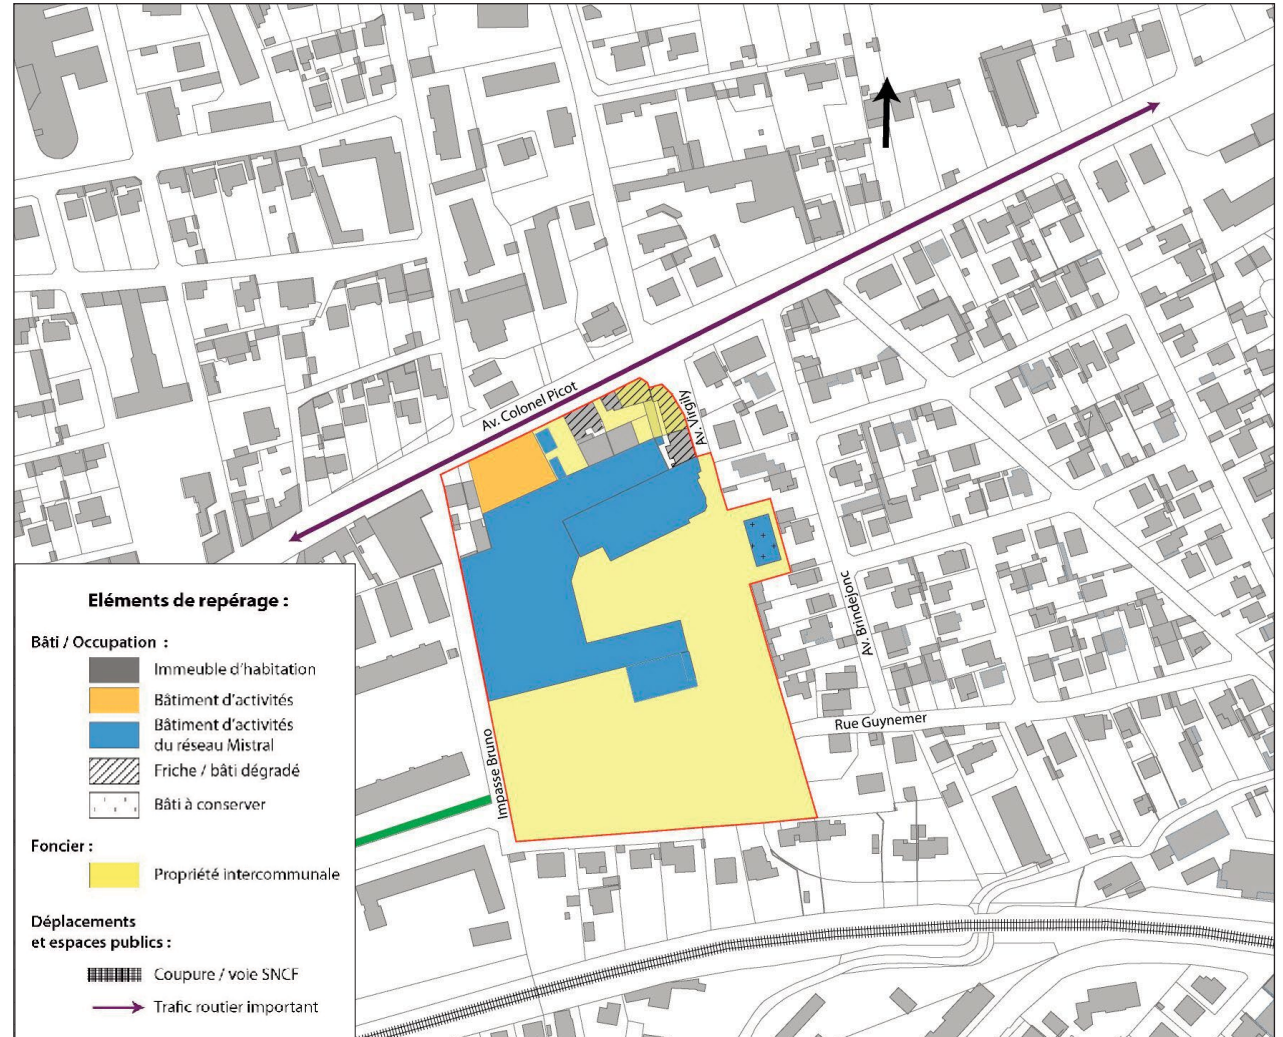 Av. Colonel Picot
Av. Virgily
Av. Brindejonc
Rue Guynemer
Impasse Bruno
Eléments de repérage :
Bâti / Occupation :
Immeuble d'habitation
Bâtiment d'activités
Bâtiment d'activités
du réseau Mistral
Friche / bâti dégradé
Bâti à conserver
Foncier :
Propriété intercommunale
Déplacements
et espaces publics :
Coupure / voie SNCF
Trafic routier important